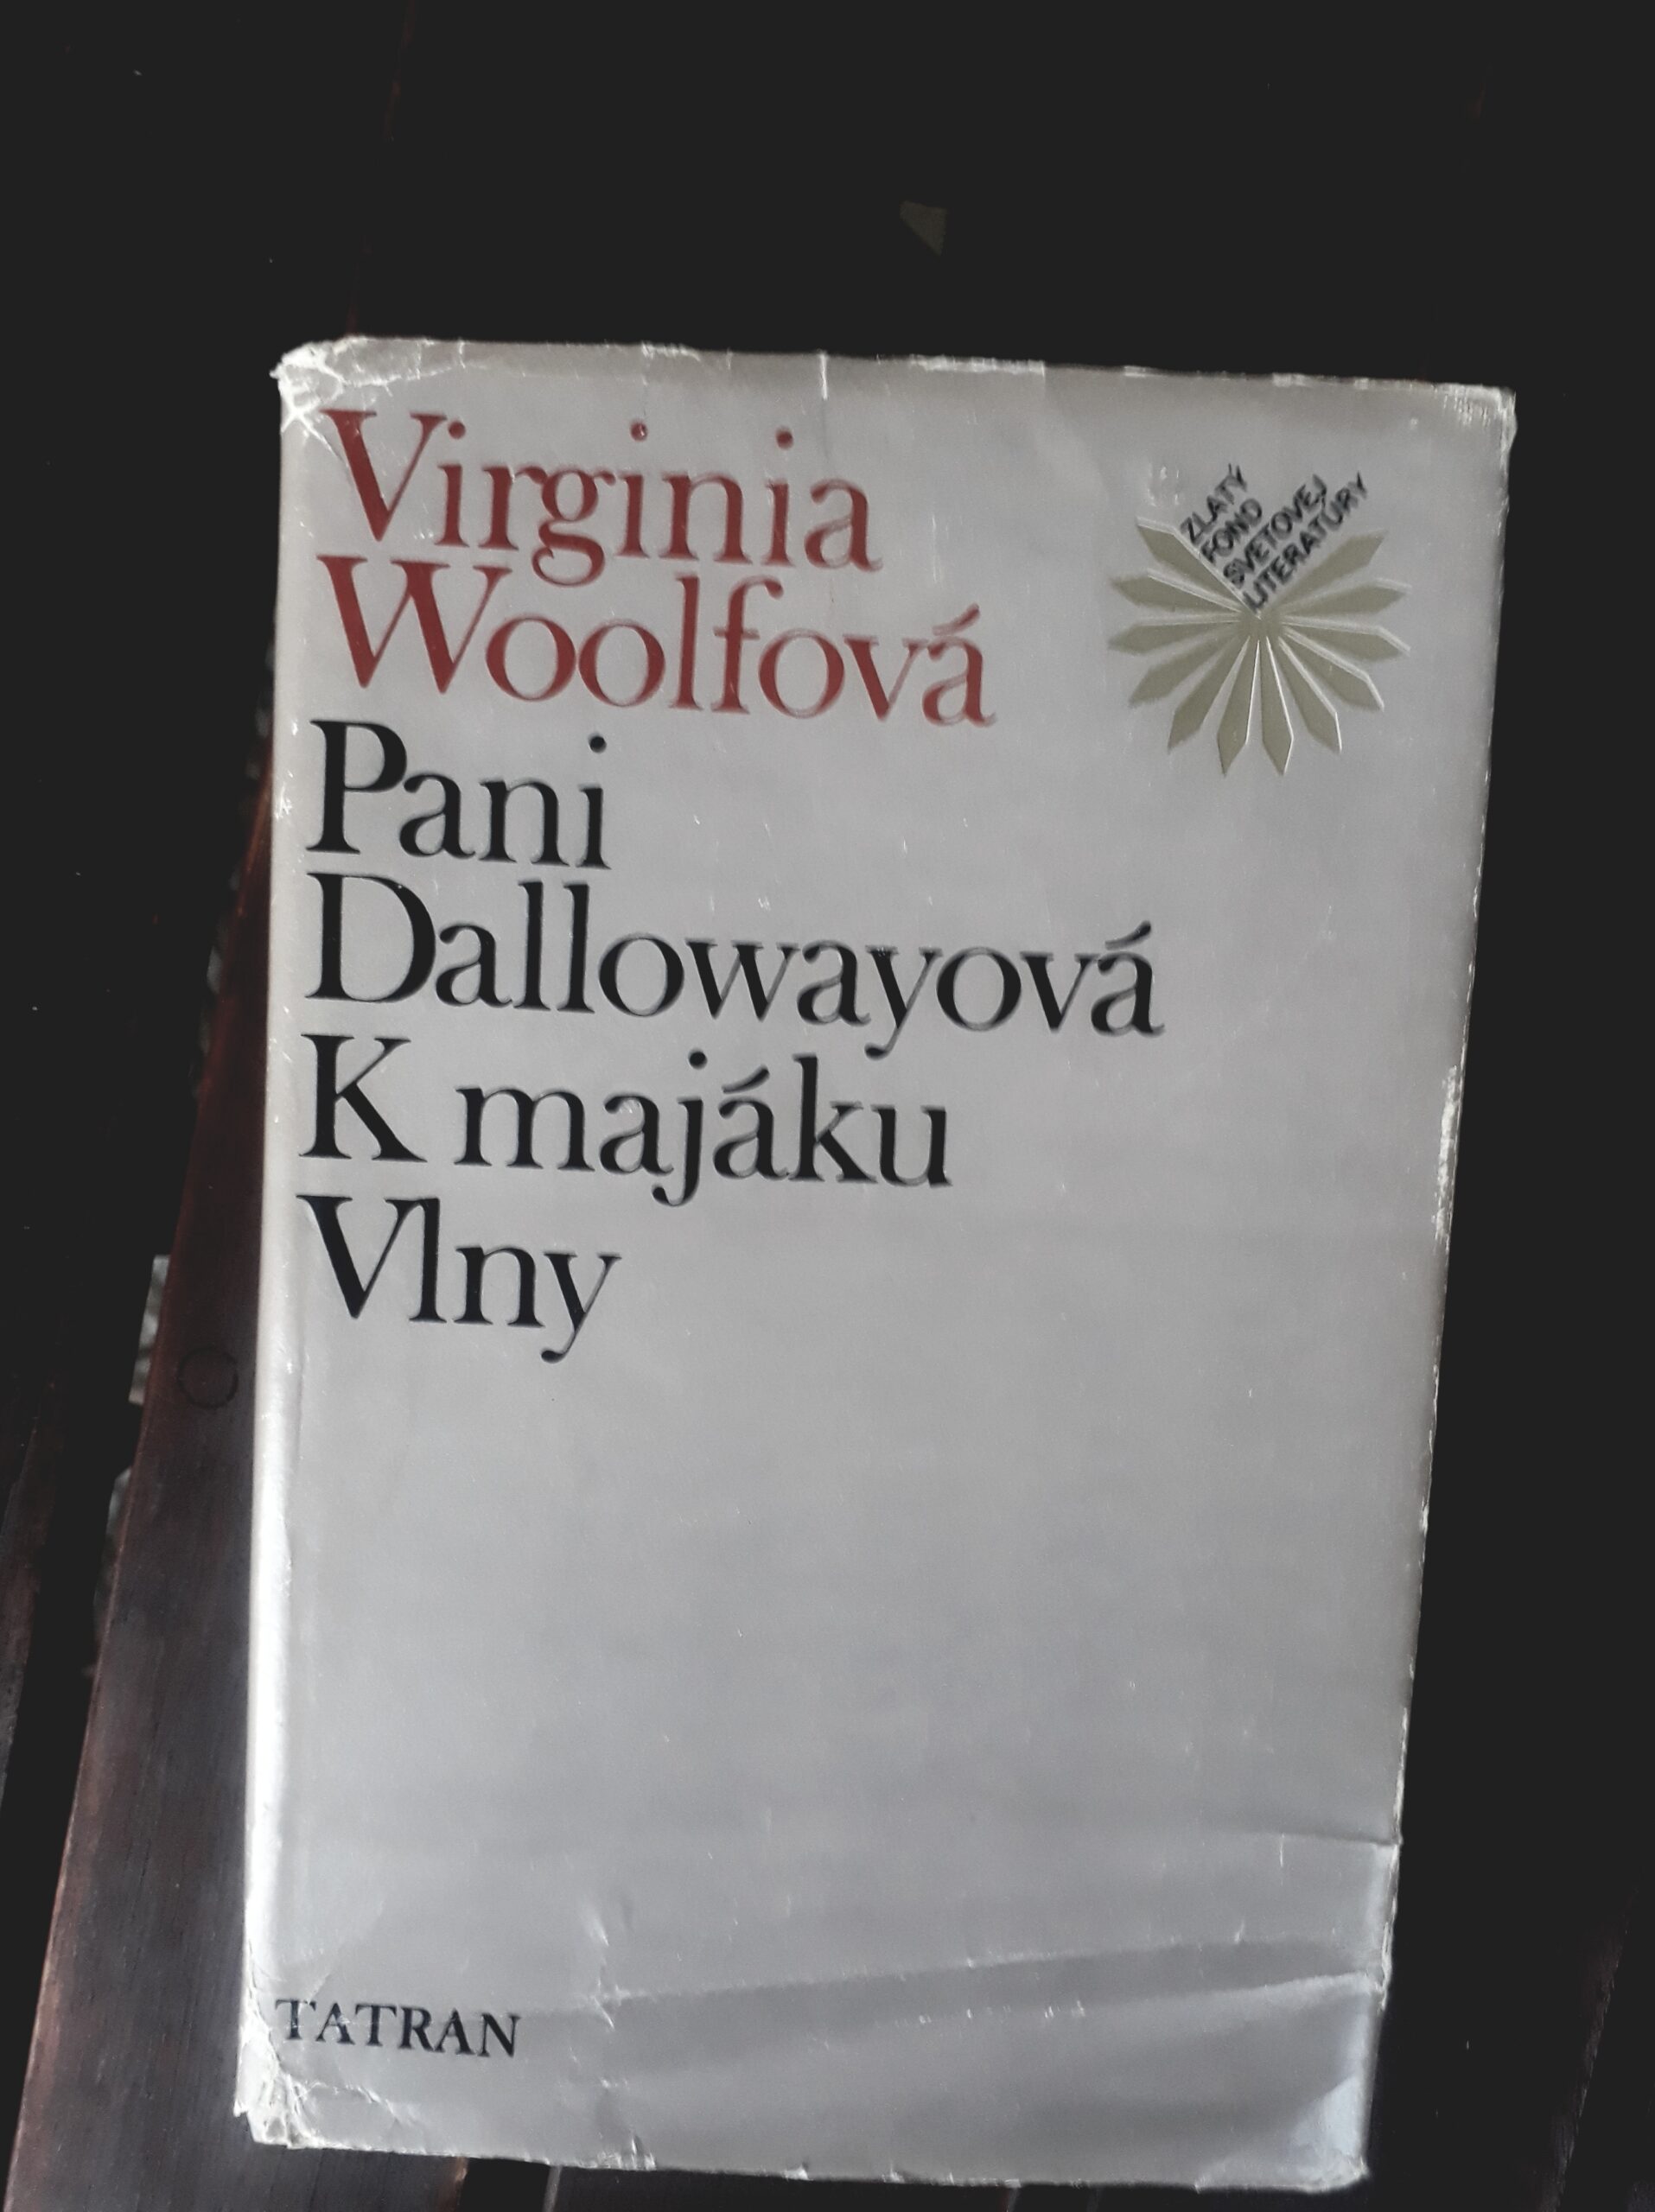 Virginia
Woolfová
Pani
Dallowayová
K majáku
Vlny
ZLATÝ
FOND
SVETOVEJ
LITERATÚRY
TATRAN